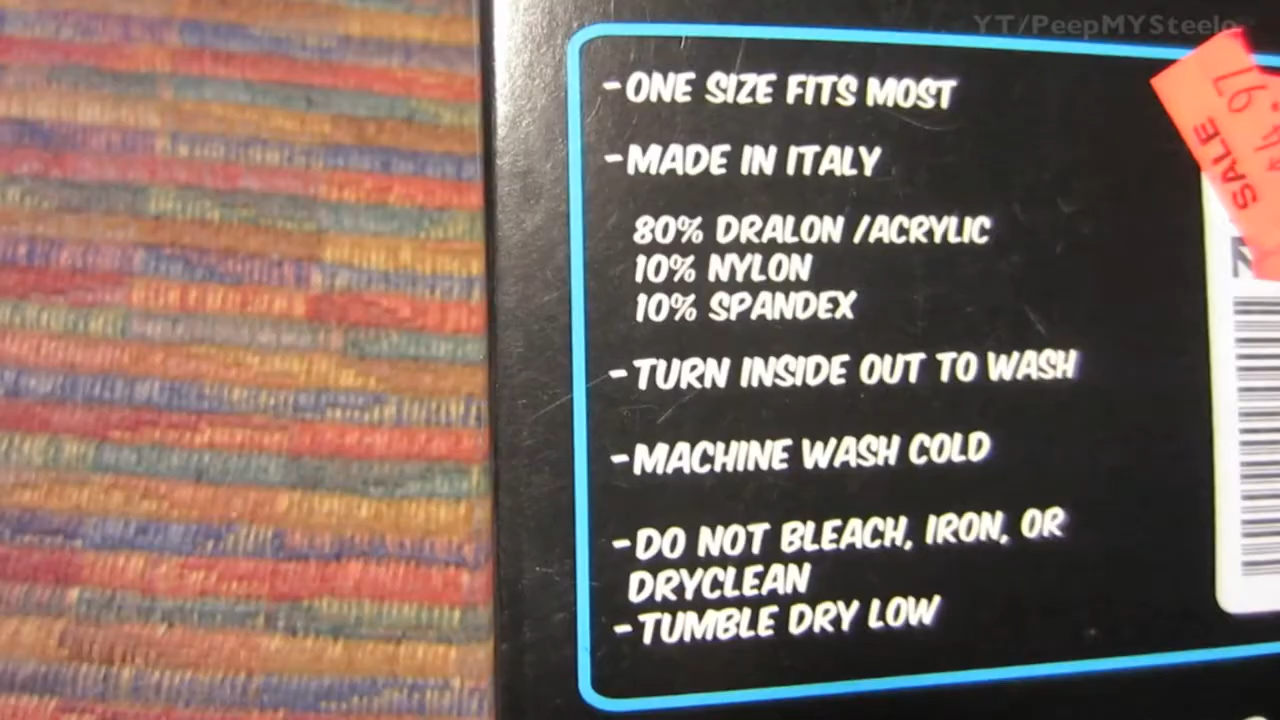 YT/PeepMYSteelo
-ONE SIZE FITS MOST
-MADE IN ITALY
80% DRALON /ACRYLIC
10% NYLON
10% SPANDEX
-TURN INSIDE OUT TO WASH
-MACHINE WASH COLD
-DO NOT BLEACH, IRON, OR
DRYCLEAN
-TUMBLE DRY LOW
SALE